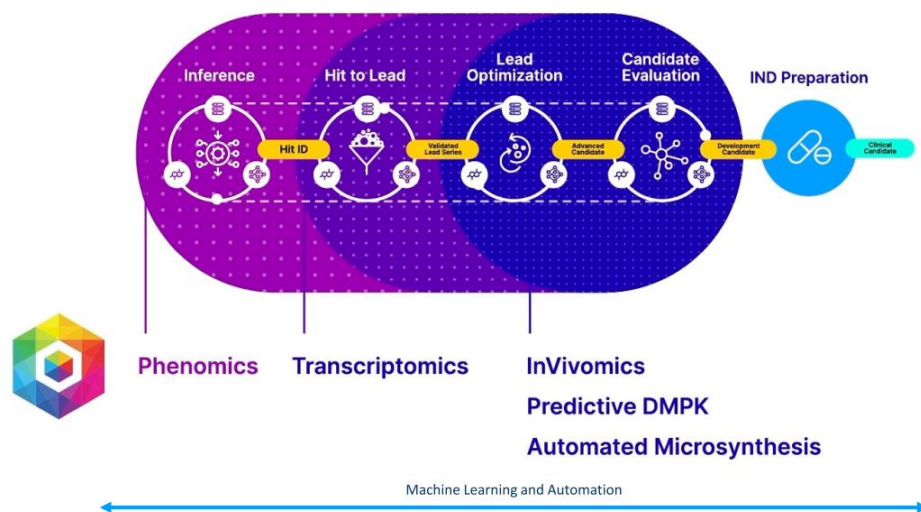 Inference
Hit to Lead
Lead
Optimization
Candidate
Evaluation
IND Preparation
Hit ID
Validated
Lead Series
Advanced
Candidate
Development
Candidate
Clinical
Candidate
Phenomics
Transcriptomics
InVivomics
Predictive DMPK
Automated Microsynthesis
Machine Learning and Automation